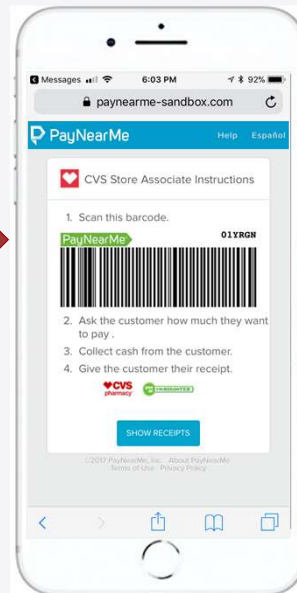 Messages 6:03 PM 92%
paynearme-sandbox.com
PayNearMe Help Español
CVS Store Associate Instructions
1. Scan this barcode.
PayNearMe 01YRGN
2. Ask the customer how much they want
to pay .
3. Collect cash from the customer.
4. Give the customer their receipt.
CVS
pharmacy
SHOW RECEIPTS
©2017 PayNearMe, Inc. About PayNearMe
Terms of Use Privacy Policy